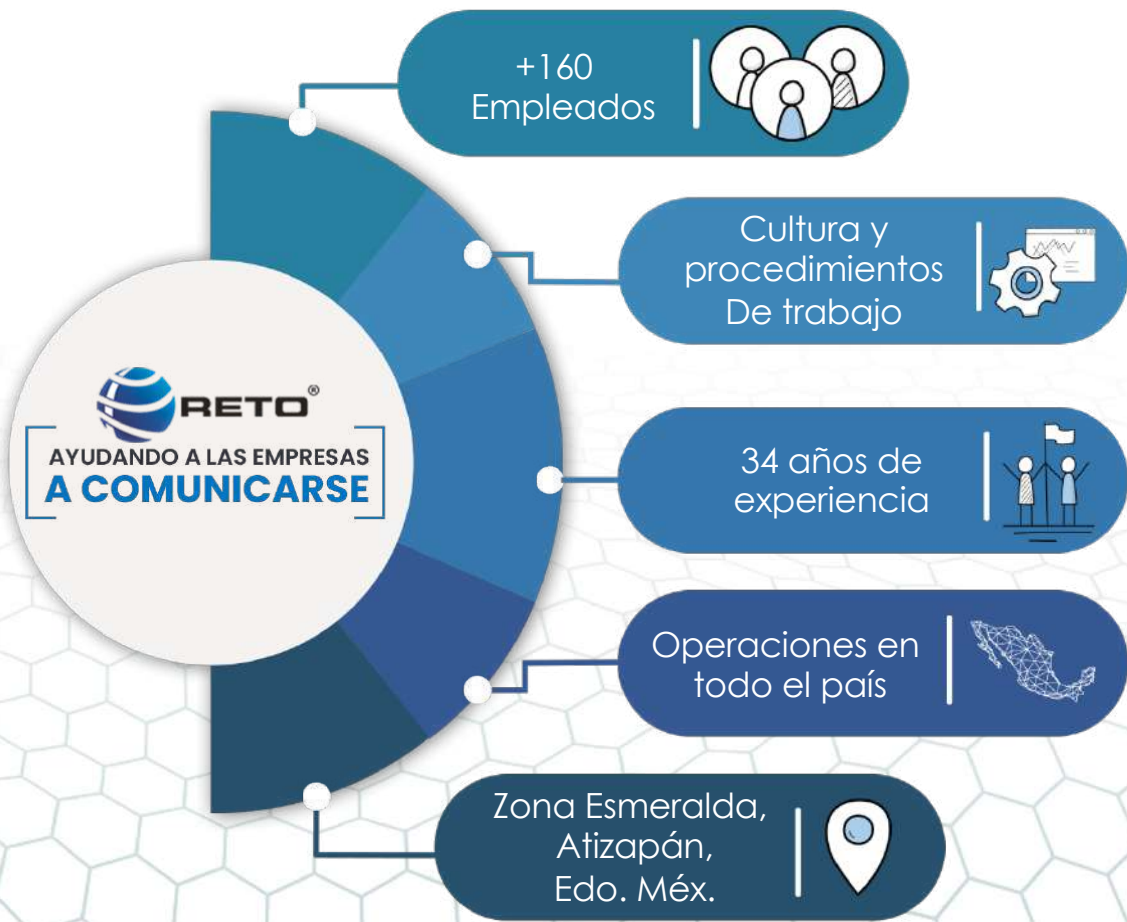 +160
Empleados
Cultura y
procedimientos
De trabajo
RETO®
AYUDANDO A LAS EMPRESAS
A COMUNICARSE
34 años de
experiencia
Operaciones en
todo el país
Zona Esmeralda,
Atizapán,
Edo. Méx.